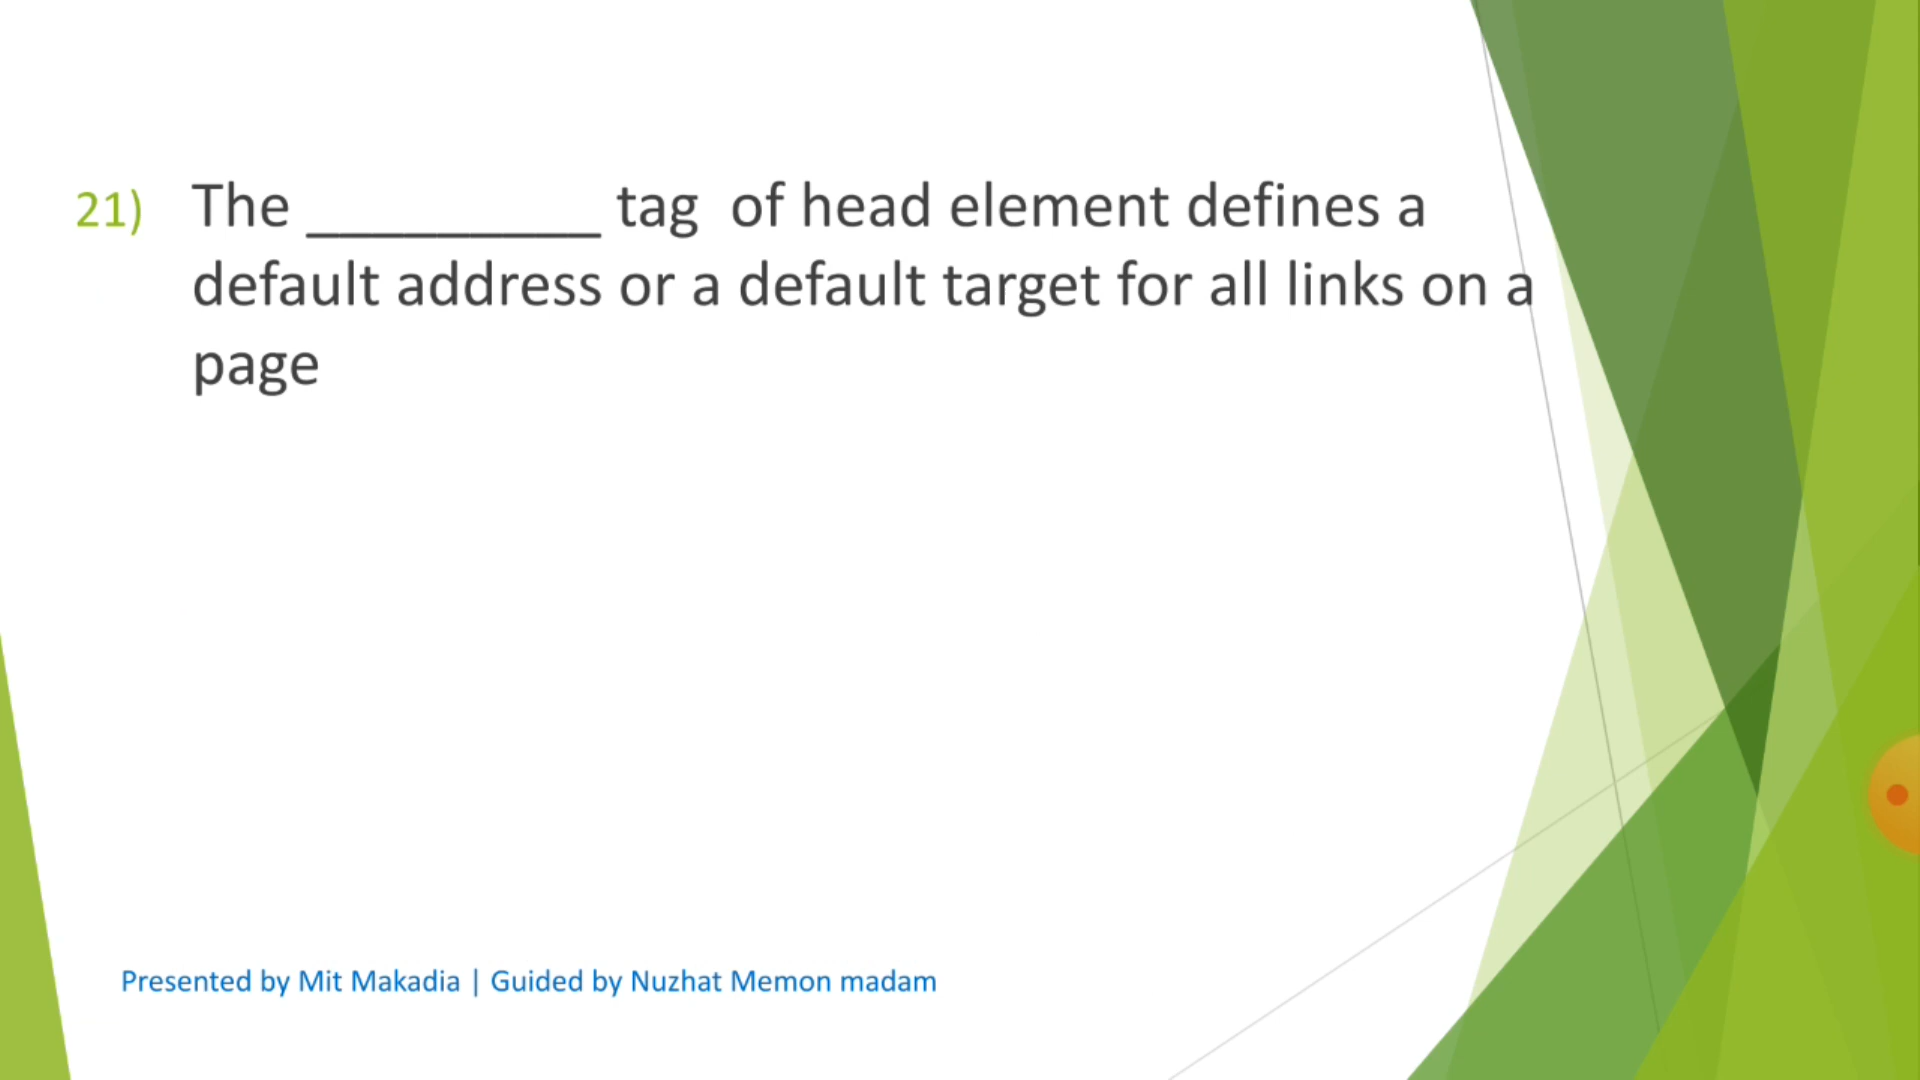 21) The _________ tag  of head element defines a
default address or a default target for all links on a
page
Presented by Mit Makadia | Guided by Nuzhat Memon madam